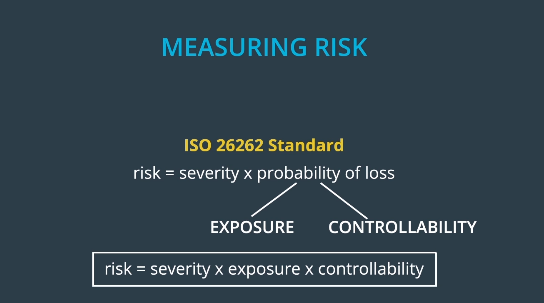 MEASURING RISK
ISO 26262 Standard
risk = severity x probability of loss
EXPOSURE CONTROLLABILITY
risk = severity x exposure x controllability